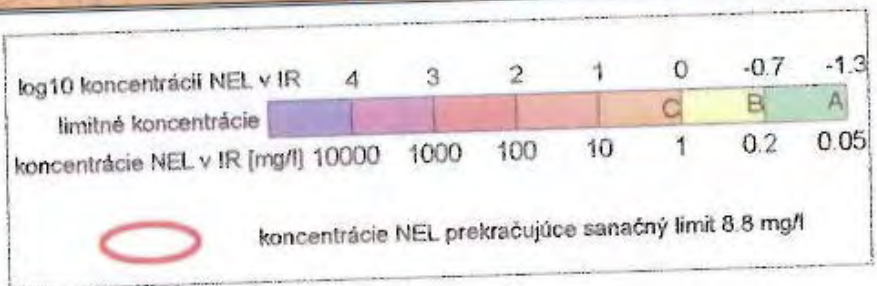 log10 koncentrácií NEL v IR 4 3 2 1 0 -0.7 -1.3
limitné koncentrácie C B A
koncentrácie NEL v IR [mg/l] 10000 1000 100 10 1 0.2 0.05
koncentrácie NEL prekračujúce sanačný limit 8.8 mg/l